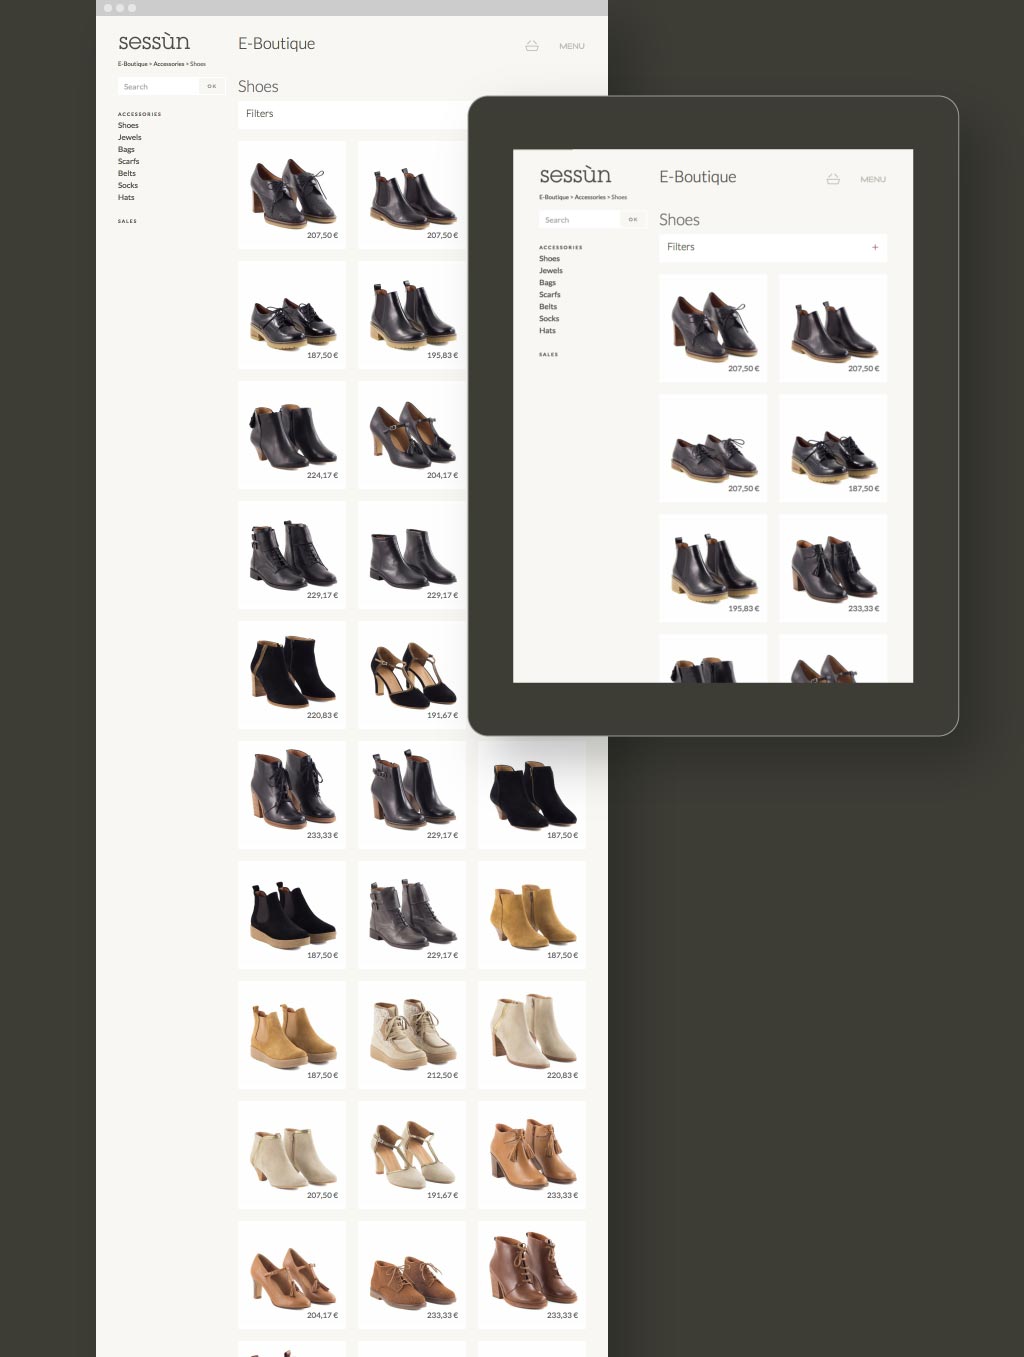 sessùn
E-Boutique
MENU
E-Boutique > Accessories > Shoes
Search
OK
Shoes
Filters
ACCESSORIES
Shoes
Jewels
Bags
Scarfs
Belts
Socks
Hats
SALES
207,50 €
207,50 €
187,50 €
195,83 €
224,17 €
204,17 €
229,17 €
229,17 €
220,83 €
191,67 €
233,33 €
229,17 €
187,50 €
187,50 €
229,17 €
187,50 €
187,50 €
212,50 €
220,83 €
207,50 €
191,67 €
233,33 €
204,17 €
233,33 €
233,33 €
sessùn
E-Boutique
MENU
E-Boutique > Accessories > Shoes
Search
OK
Shoes
Filters
+
ACCESSORIES
Shoes
Jewels
Bags
Scarfs
Belts
Socks
Hats
SALES
207,50 €
207,50 €
207,50 €
187,50 €
195,83 €
233,33 €